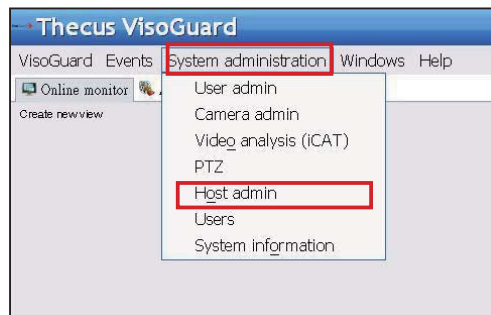 Thecus VisoGuard
VisoGuard Events System administration Windows Help
Online monitor
Create new view
User admin
Camera admin
Video analysis (iCAT)
PTZ
Host admin
Users
System information